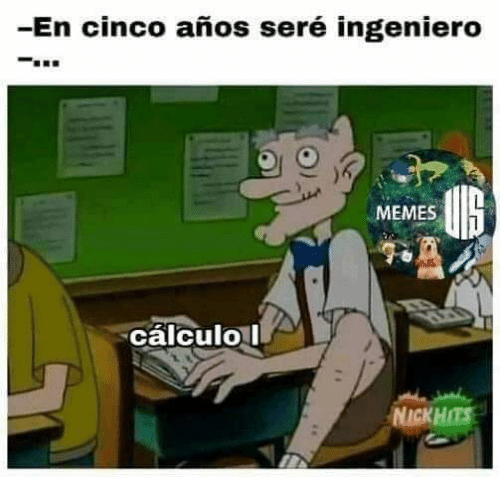 -En cinco años seré ingeniero
-...
MEMES UIS
cálculo I
NICKHITS